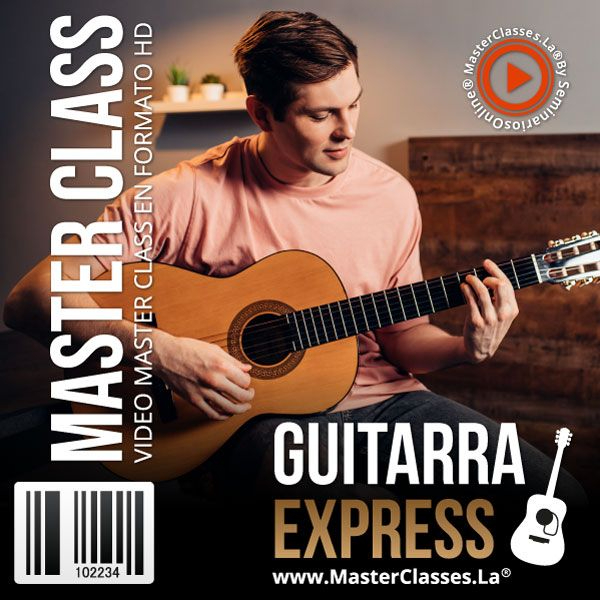 MASTER CLASS
VIDEO MASTER CLASS EN FORMATO HD
MasterClasses.La® By SeminariosOnline®
GUITARRA
EXPRESS
www.MasterClasses.La®
102234